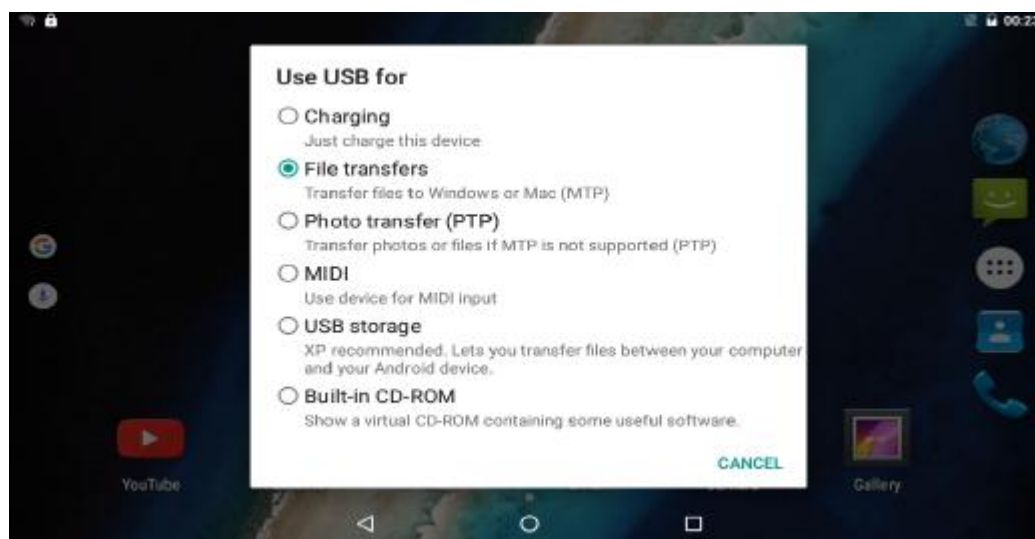 00:23
Use USB for
Charging
Just charge this device
File transfers
Transfer files to Windows or Mac (MTP)
Photo transfer (PTP)
Transfer photos or files if MTP is not supported (PTP)
MIDI
Use device for MIDI input
USB storage
XP recommended. Lets you transfer files between your computer
and your Android device.
Built-in CD-ROM
Show a virtual CD-ROM containing some useful software.
CANCEL
YouTube
Gallery